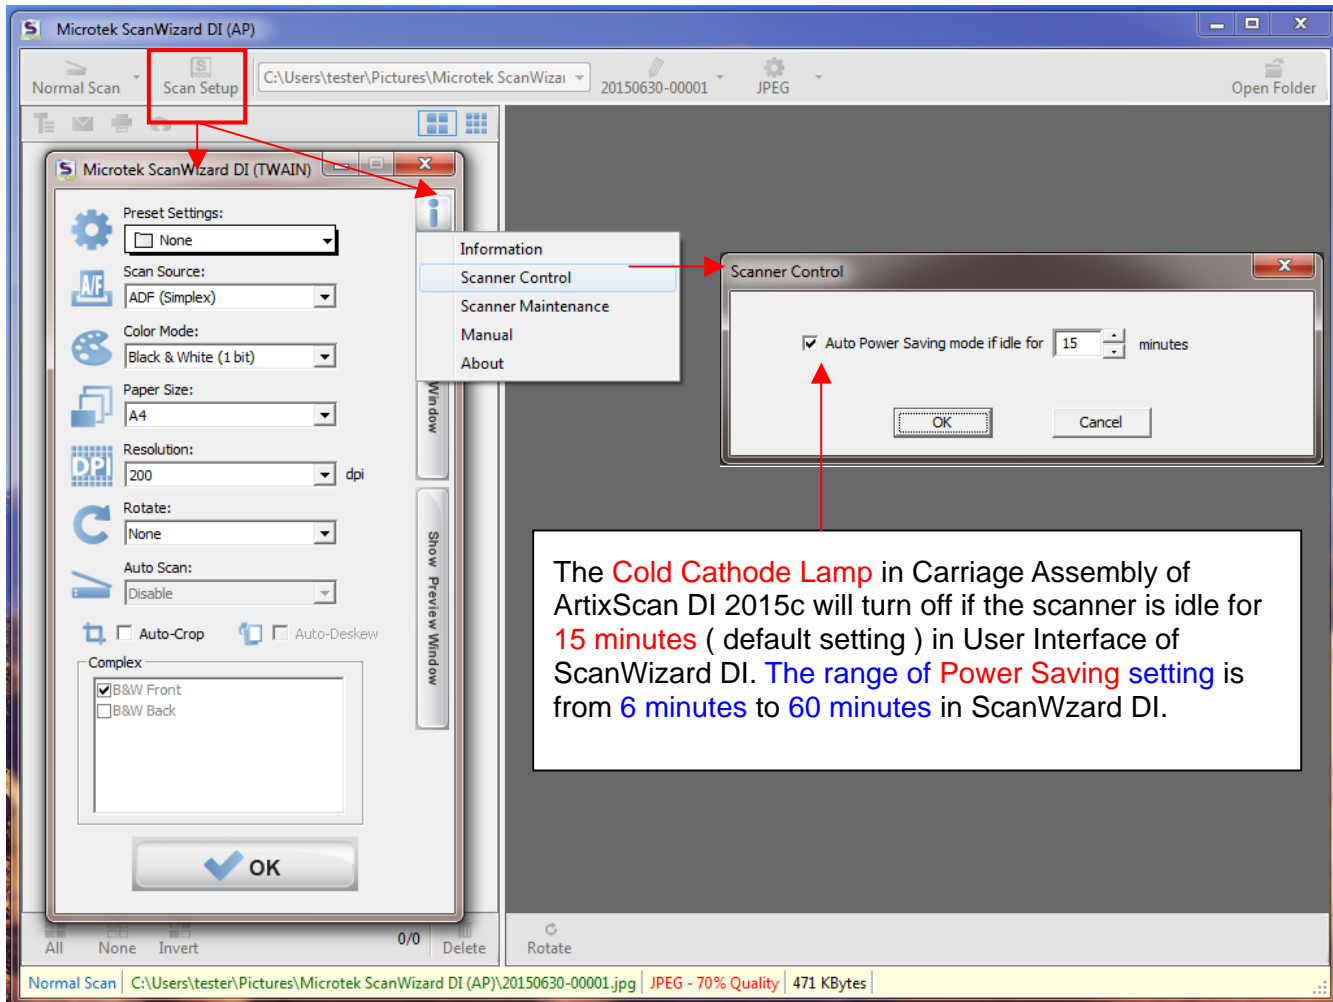 Microtek ScanWizard DI (AP)
Normal Scan
Scan Setup
C:\Users\tester\Pictures\Microtek ScanWizar
20150630-00001
JPEG
Open Folder
Microtek ScanWizard DI (TWAIN)
Preset Settings:
None
Scan Source:
A/F
ADF (Simplex)
Color Mode:
Black & White (1 bit)
Paper Size:
A4
Resolution:
DPI
200
dpi
Rotate:
None
Auto Scan:
Disable
Auto-Crop
Auto-Deskew
Complex
B&W Front
B&W Back
OK
Information
Scanner Control
Scanner Maintenance
Manual
About
Window
Show Preview Window
Scanner Control
Auto Power Saving mode if idle for 15 minutes
OK
Cancel
The Cold Cathode Lamp in Carriage Assembly of
ArtixScan DI 2015c will turn off if the scanner is idle for
15 minutes ( default setting ) in User Interface of
ScanWizard DI. The range of Power Saving setting is
from 6 minutes to 60 minutes in ScanWzard DI.
All
None
Invert
0/0
Delete
Rotate
Normal Scan
C:\Users\tester\Pictures\Microtek ScanWizard DI (AP)\20150630-00001.jpg
JPEG - 70% Quality
471 KBytes